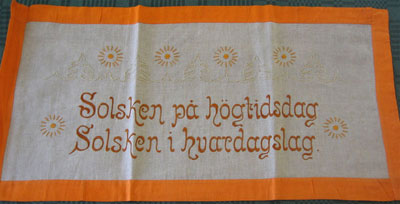 Solsken på högtidsdag
Solsken i hvardagslag.